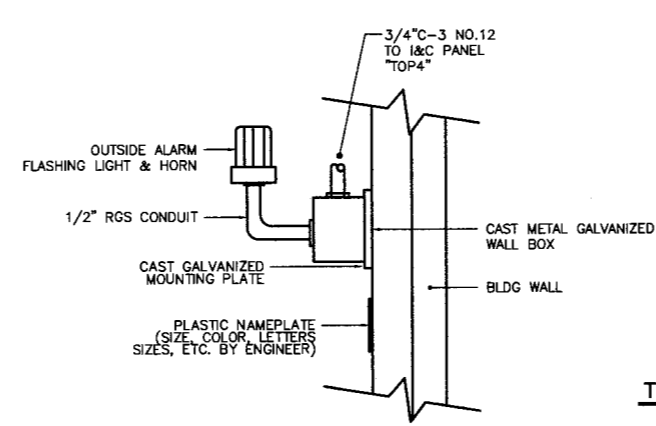 3/4"C-3 NO.12
TO I&C PANEL
"TOP4"
OUTSIDE ALARM
FLASHING LIGHT & HORN
1/2" RGS CONDUIT
CAST METAL GALVANIZED
WALL BOX
CAST GALVANIZED
MOUNTING PLATE
BLDG WALL
PLASTIC NAMEPLATE
(SIZE, COLOR, LETTERS
SIZES, ETC. BY ENGINEER)
T